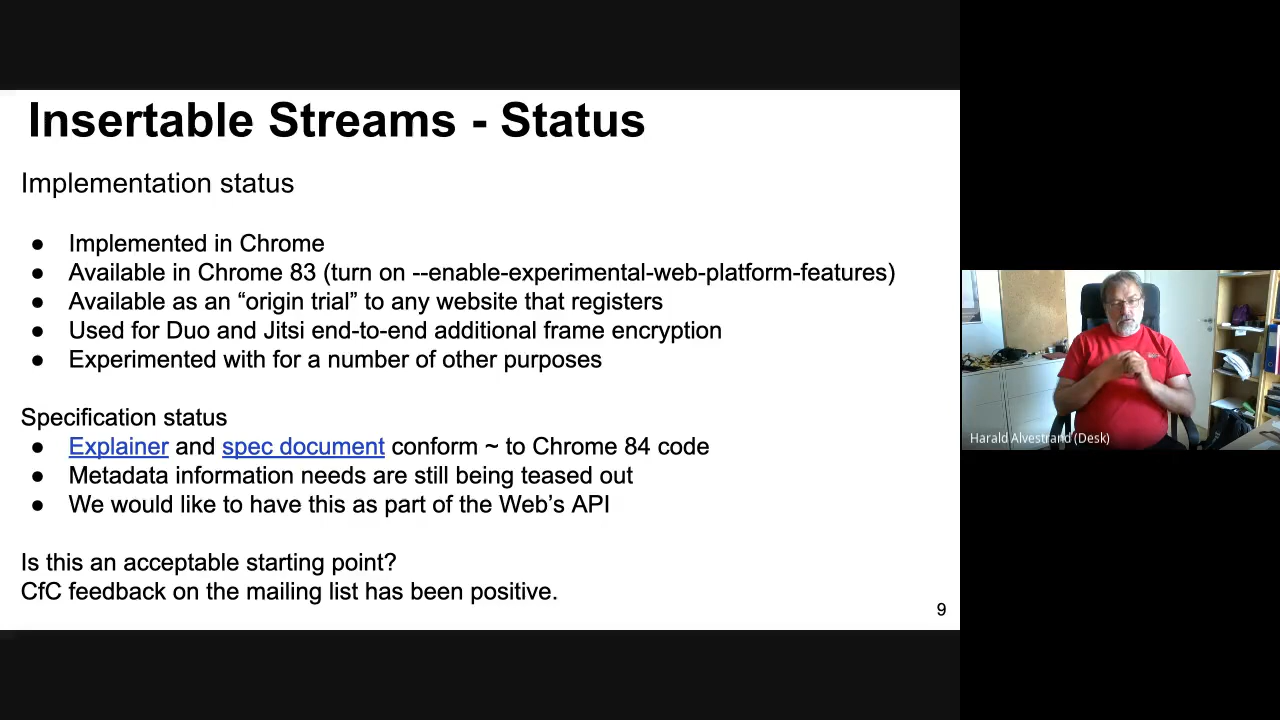 Insertable Streams - Status
Implementation status
● Implemented in Chrome
● Available in Chrome 83 (turn on --enable-experimental-web-platform-features)
● Available as an “origin trial” to any website that registers
● Used for Duo and Jitsi end-to-end additional frame encryption
● Experimented with for a number of other purposes
Specification status
● Explainer and spec document conform ~ to Chrome 84 code
● Metadata information needs are still being teased out
● We would like to have this as part of the Web’s API
Is this an acceptable starting point?
CfC feedback on the mailing list has been positive.
9
Harald Alvestrand (Desk)